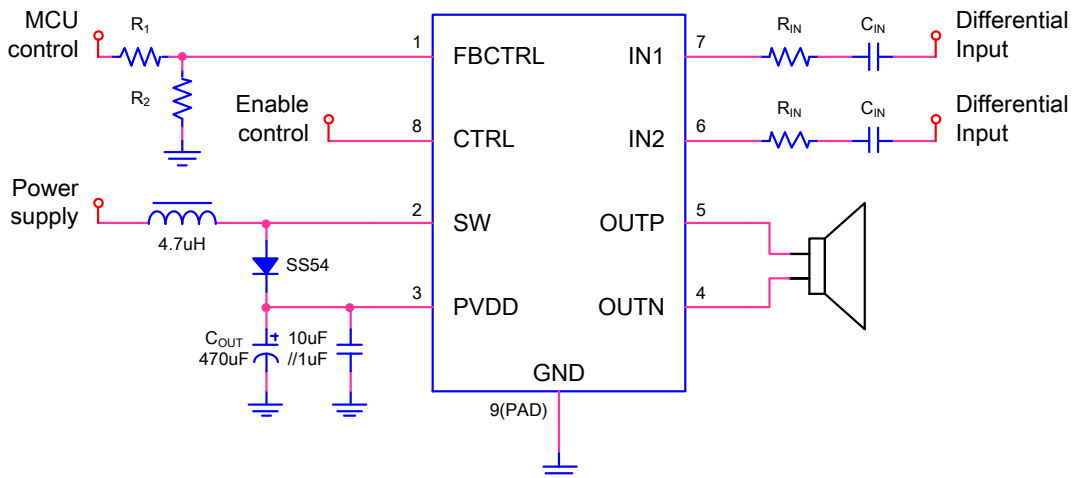 MCU
control
R1
R2
1
FBCTRL
Enable
control
8
CTRL
Power
supply
4.7uH
2
SW
SS54
3
PVDD
COUT
470uF
+
10uF
//1uF
GND
9(PAD)
IN1
7
RIN
CIN
Differential
Input
IN2
6
RIN
CIN
Differential
Input
OUTP
5
OUTN
4